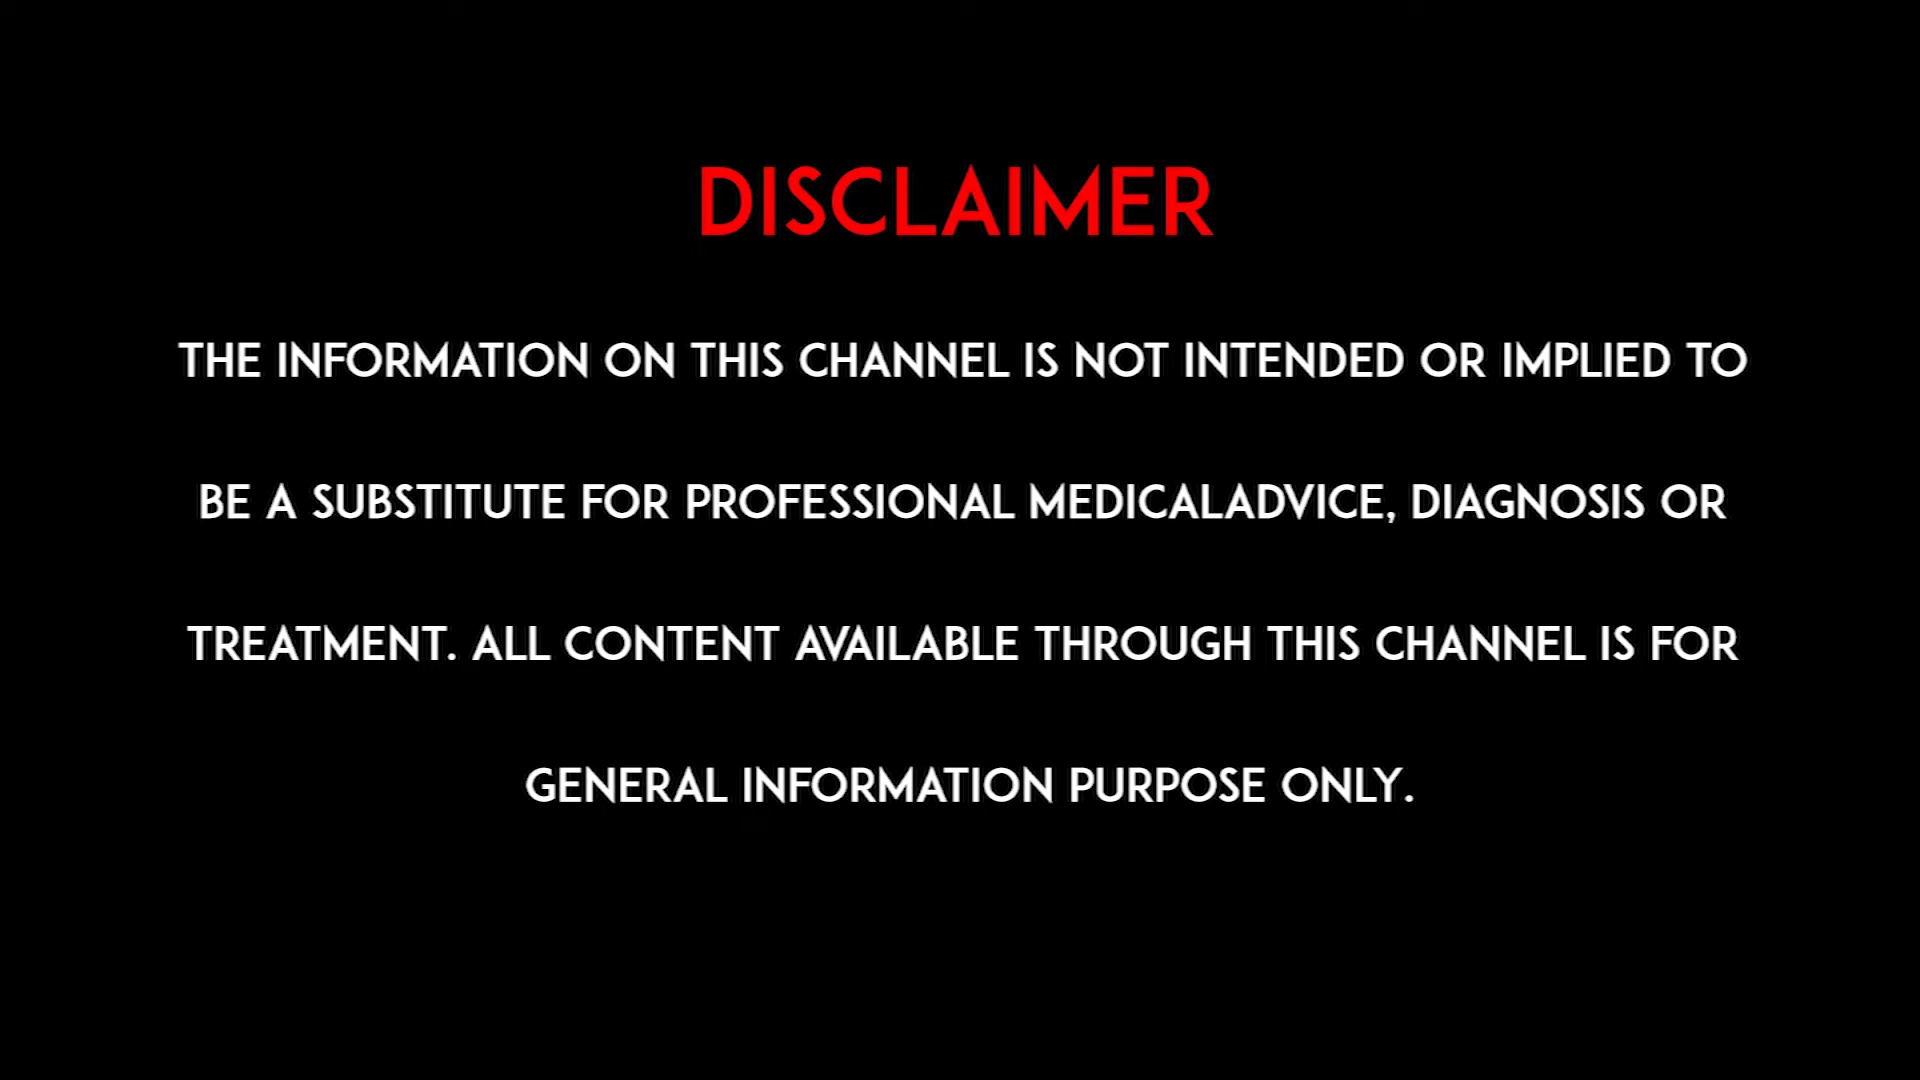 DISCLAIMER
THE INFORMATION ON THIS CHANNEL IS NOT INTENDED OR IMPLIED TO
BE A SUBSTITUTE FOR PROFESSIONAL MEDICALADVICE, DIAGNOSIS OR
TREATMENT. ALL CONTENT AVAILABLE THROUGH THIS CHANNEL IS FOR
GENERAL INFORMATION PURPOSE ONLY.